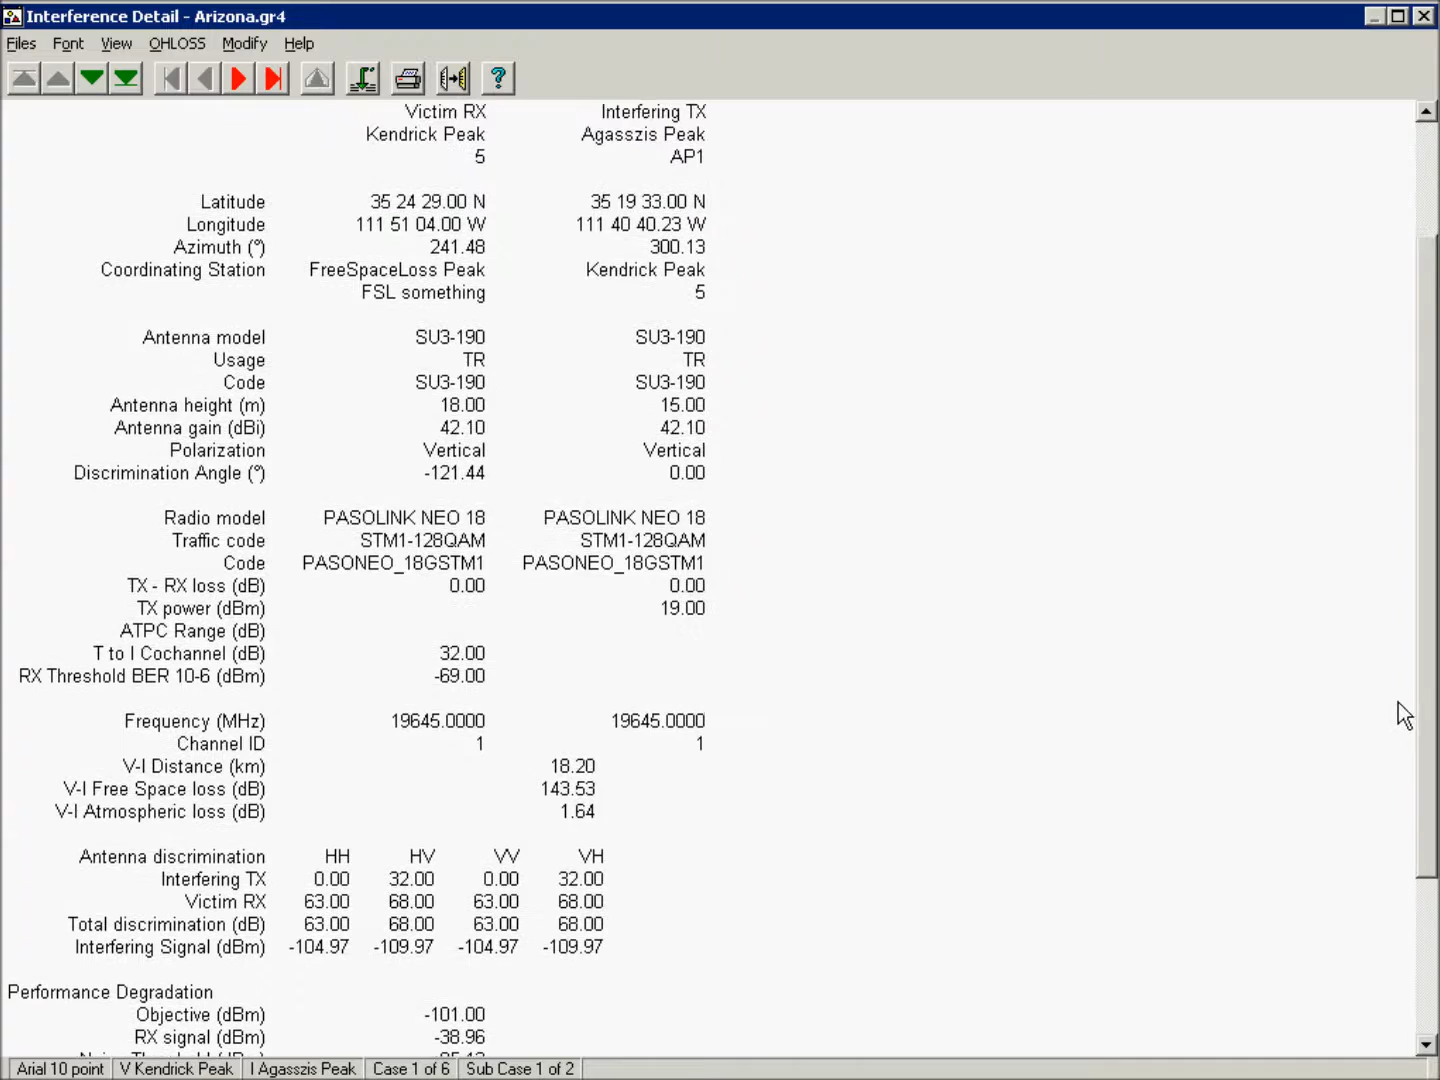 Interference Detail - Arizona.gr4
Files Font View OHLOSS Modify Help
Victim RX Interfering TX
Kendrick Peak Agasszis Peak
5 AP1
Latitude 35 24 29.00 N 35 19 33.00 N
Longitude 111 51 04.00 W 111 40 40.23 W
Azimuth (°) 241.48 300.13
Coordinating Station FreeSpaceLoss Peak Kendrick Peak
FSL something 5
Antenna model SU3-190 SU3-190
Usage TR TR
Code SU3-190 SU3-190
Antenna height (m) 18.00 15.00
Antenna gain (dBi) 42.10 42.10
Polarization Vertical Vertical
Discrimination Angle (°) -121.44 0.00
Radio model PASOLINK NEO 18 PASOLINK NEO 18
Traffic code STM1-128QAM STM1-128QAM
Code PASONEO_18GSTM1 PASONEO_18GSTM1
TX - RX loss (dB) 0.00 0.00
TX power (dBm) 19.00
ATPC Range (dB)
T to I Cochannel (dB) 32.00
RX Threshold BER 10-6 (dBm) -69.00
Frequency (MHz) 19645.0000 19645.0000
Channel ID 1 1
V-I Distance (km) 18.20
V-I Free Space loss (dB) 143.53
V-I Atmospheric loss (dB) 1.64
Antenna discrimination HH HV VV VH
Interfering TX 0.00 32.00 0.00 32.00
Victim RX 63.00 68.00 63.00 68.00
Total discrimination (dB) 63.00 68.00 63.00 68.00
Interfering Signal (dBm) -104.97 -109.97 -104.97 -109.97
Performance Degradation
Objective (dBm) -101.00
RX signal (dBm) -38.96
Arial 10 point V Kendrick Peak I Agasszis Peak Case 1 of 6 Sub Case 1 of 2